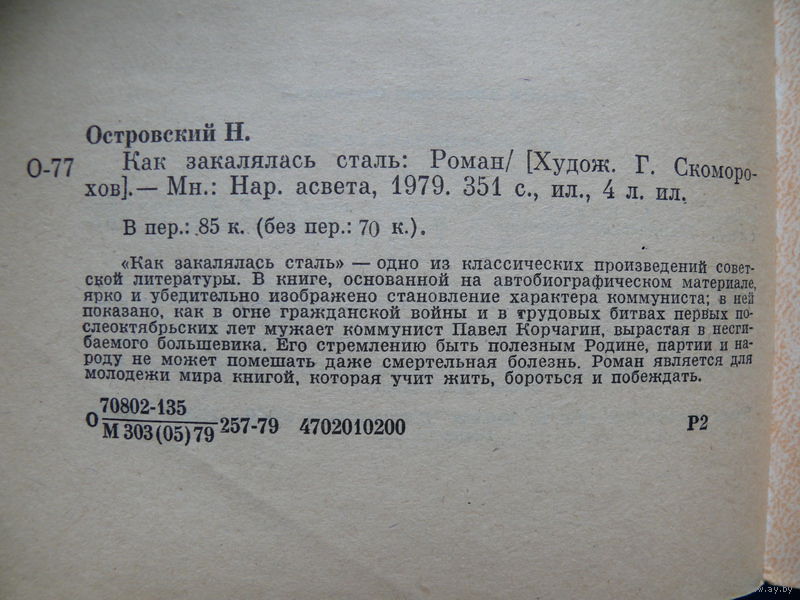 Островский Н.
О-77 Как закалялась сталь: Роман/ [Худож. Г. Скоморо-
хов].— Мн.: Нар. асвета, 1979. 351 с., ил., 4 л. ил.
В пер.: 85 к. (без пер.: 70 к.).
«Как закалялась сталь» — одно из классических произведений совет-
ской литературы. В книге, основанной на автобиографическом материале,
ярко и убедительно изображено становление характера коммуниста; в ней
показано, как в огне гражданской войны и в трудовых битвах первых по-
слеоктябрьских лет мужает коммунист Павел Корчагин, вырастая в несги-
баемого большевика. Его стремлению быть полезным Родине, партии и на-
роду не может помешать даже смертельная болезнь. Роман является для
молодежи мира книгой, которая учит жить, бороться и победждать.
70802-135
О М 303(05)79 257-79 4702010200 Р2
www.ay.by